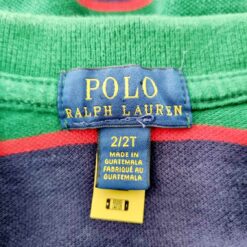 POLO
RALPH LAUREN
2/2T
MADE IN
GUATEMALA
FABRIQUÉ AU
GUATEMALA